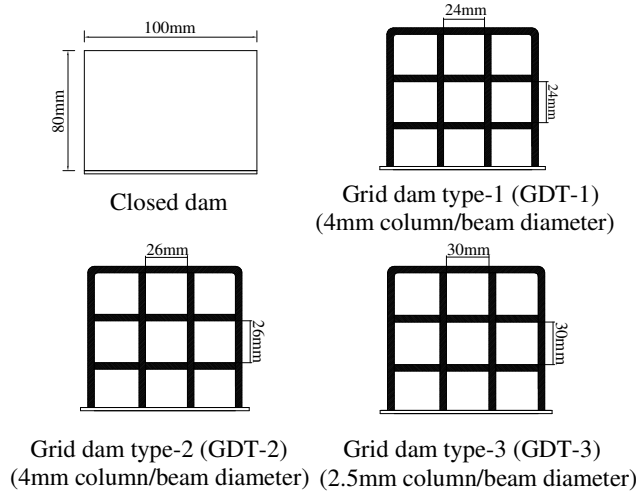 100mm
80mm
Closed dam
24mm
24mm
Grid dam type-1 (GDT-1)
(4mm column/beam diameter)
26mm
26mm
Grid dam type-2 (GDT-2)
(4mm column/beam diameter)
30mm
30mm
Grid dam type-3 (GDT-3)
(2.5mm column/beam diameter)